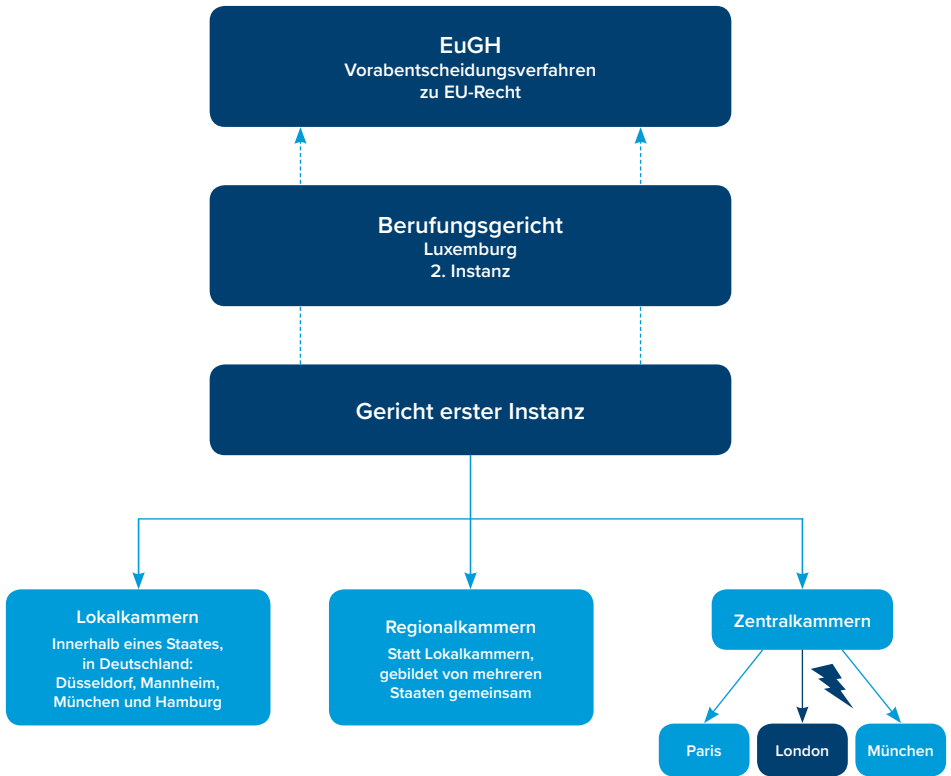 EuGH
Vorabentscheidungsverfahren
zu EU-Recht
Berufungsgericht
Luxemburg
2. Instanz
Gericht erster Instanz
Lokalkammern
Innerhalb eines Staates,
in Deutschland:
Düsseldorf, Mannheim,
München und Hamburg
Regionalkammern
Statt Lokalkammern,
gebildet von mehreren
Staaten gemeinsam
Zentralkammern
Paris
London
München